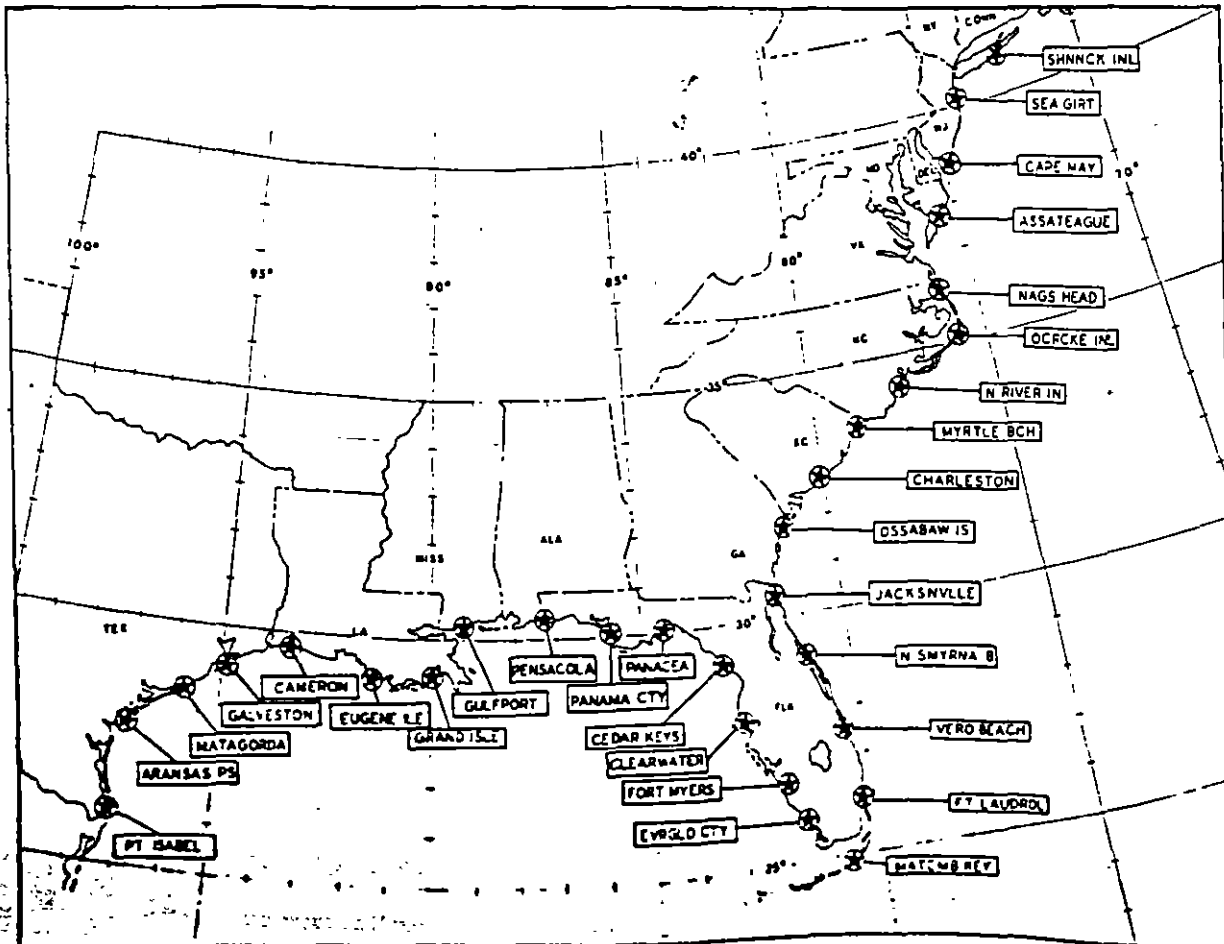 NY
CONN
SHNNCK INL
SEA GIRT
NJ
40°
CAPE MAY
MD
DEL
70°
ASSATEAGUE
100°
VA
95°
90°
85°
80°
NAGS HEAD
NC
OCRCKE INL
35°
N RIVER IN
MYRTLE BCH
SC
CHARLESTON
OSSABAW IS
ALA
MISS
GA
JACKSNVLLE
TEX
LA
30°
N SMYRNA B
PENSACOLA
PANACEA
CAMERON
GULFPORT
PANAMA CTY
GALVESTON
EUGENE ILE
FLA
VERO BEACH
MATAGORDA
GRAND ISLE
CEDAR KEYS
CLEARWATER
ARANSAS PS
FORT MYERS
FT LAUDRDL
EVRGLD CTY
PT ISABEL
25°
MATCMB KEY